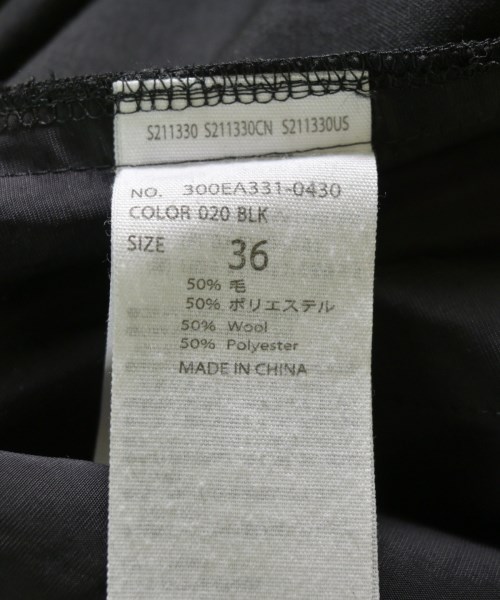 S211330 S211330CN S211330US
NO. 300EA331-0430
COLOR 020 BLK
SIZE 36
50% 毛
50% ポリエステル
50% Wool
50% Polyester
MADE IN CHINA